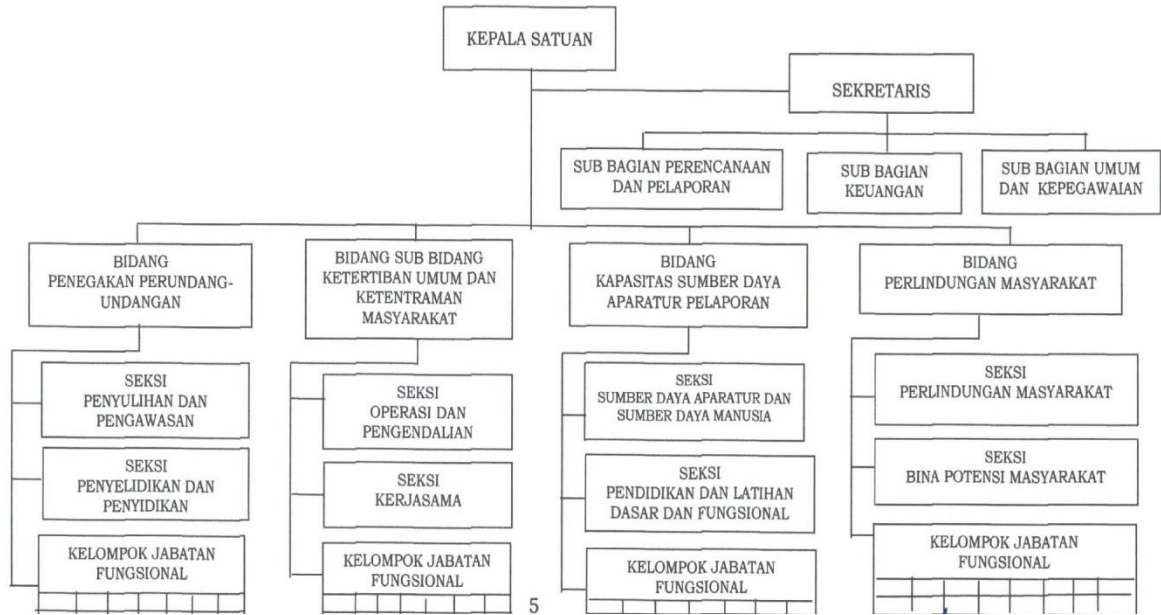 KEPALA SATUAN
SEKRETARIS
SUB BAGIAN PERENCANAAN
DAN PELAPORAN
SUB BAGIAN
KEUANGAN
SUB BAGIAN UMUM
DAN KEPEGAWAIAN
BIDANG
PENEGAKAN PERUNDANG-
UNDANGAN
BIDANG SUB BIDANG
KETERTIBAN UMUM DAN
KETENTRAMAN
MASYARAKAT
BIDANG
KAPASITAS SUMBER DAYA
APARATUR PELAPORAN
BIDANG
PERLINDUNGAN MASYARAKAT
SEKSI
PENYULIHAN DAN
PENGAWASAN
SEKSI
OPERASI DAN
PENGENDALIAN
SEKSI
SUMBER DAYA APARATUR DAN
SUMBER DAYA MANUSIA
SEKSI
PERLINDUNGAN MASYARAKAT
SEKSI
PENYELIDIKAN DAN
PENYIDIKAN
SEKSI
KERJASAMA
SEKSI
PENDIDIKAN DAN LATIHAN
DASAR DAN FUNGSIONAL
SEKSI
BINA POTENSI MASYARAKAT
KELOMPOK JABATAN
FUNGSIONAL
KELOMPOK JABATAN
FUNGSIONAL
KELOMPOK JABATAN
FUNGSIONAL
KELOMPOK JABATAN
FUNGSIONAL
5